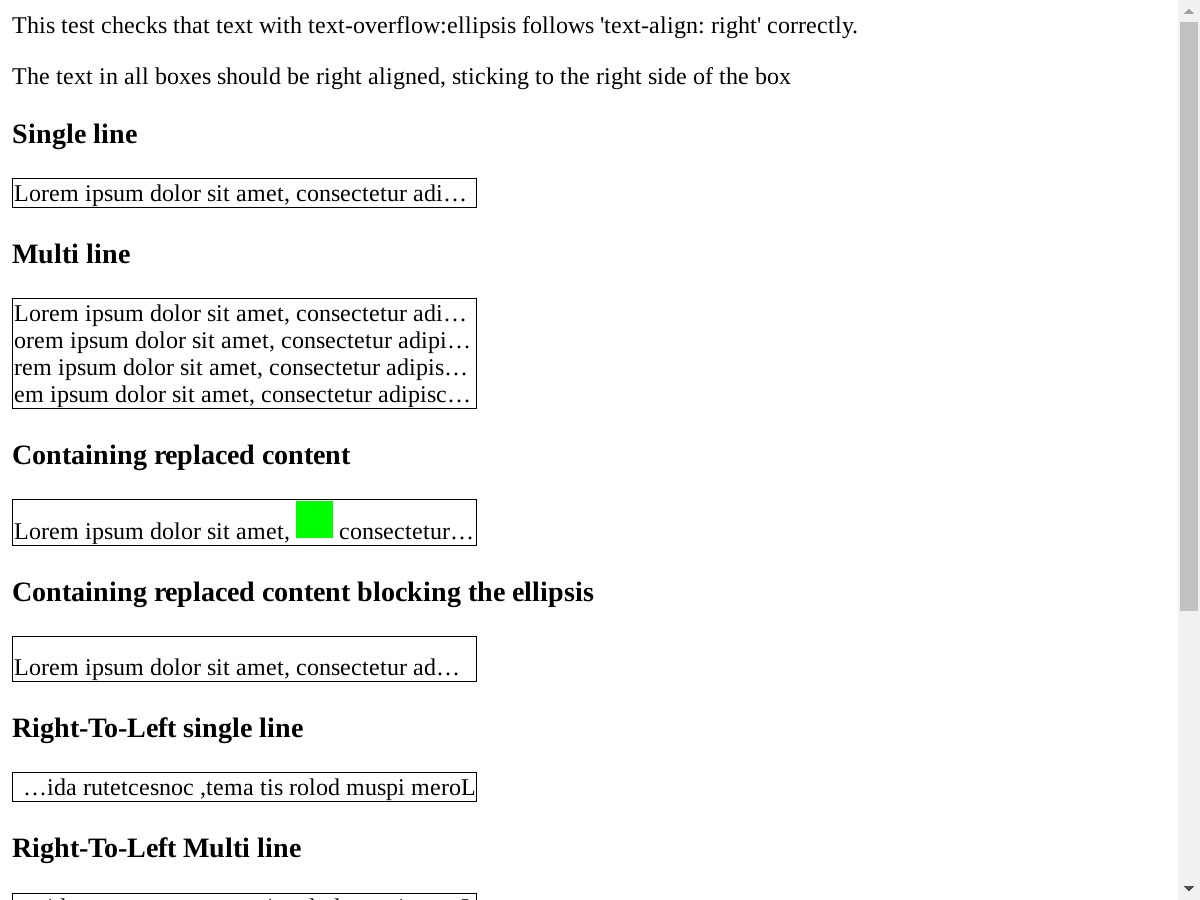 This test checks that text with text-overflow:ellipsis follows 'text-align: right' correctly.
The text in all boxes should be right aligned, sticking to the right side of the box
Single line
Lorem ipsum dolor sit amet, consectetur adi…
Multi line
Lorem ipsum dolor sit amet, consectetur adi…
orem ipsum dolor sit amet, consectetur adipi…
rem ipsum dolor sit amet, consectetur adipis…
em ipsum dolor sit amet, consectetur adipisc…
Containing replaced content
Lorem ipsum dolor sit amet, consectetur…
Containing replaced content blocking the ellipsis
Lorem ipsum dolor sit amet, consectetur ad…
Right-To-Left single line
…ida rutetcesnoc ,tema tis rolod muspi meroL
Right-To-Left Multi line